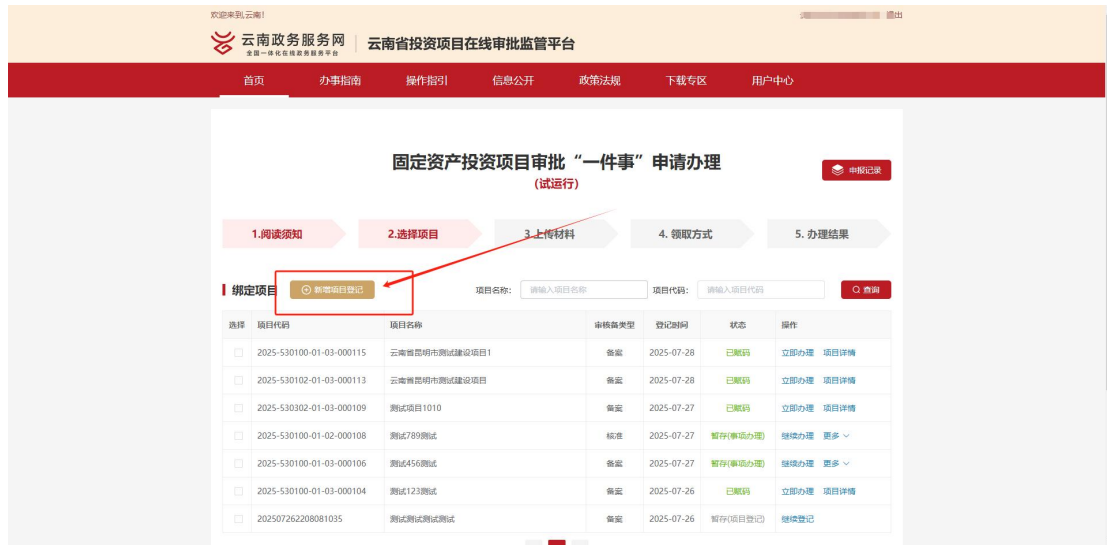 欢迎来到,云南!
退出
云南政务服务网
全国一体化在线政务服务平台
云南省投资项目在线审批监管平台
首页 办事指南 操作指引 信息公开 政策法规 下载专区 用户中心
固定资产投资项目审批“一件事”申请办理
(试运行)
申报记录
1.阅读须知 2.选择项目 3.上传材料 4. 领取方式 5. 办理结果
绑定项目 新增项目登记 项目名称: 请输入项目名称 项目代码: 请输入项目代码 查询
选择 项目代码 项目名称 审核备类型 登记时间 状态 操作
2025-530100-01-03-000115 云南省昆明市测试建设项目1 备案 2025-07-28 已赋码 立即办理 项目详情
2025-530102-01-03-000113 云南省昆明市测试建设项目 备案 2025-07-28 已赋码 立即办理 项目详情
2025-530302-01-03-000109 测试项目1010 备案 2025-07-27 已赋码 立即办理 项目详情
2025-530100-01-02-000108 测试789测试 核准 2025-07-27 暂存(事项办理) 继续办理 更多
2025-530100-01-03-000106 测试456测试 备案 2025-07-27 暂存(事项办理) 继续办理 更多
2025-530100-01-03-000104 测试123测试 备案 2025-07-26 已赋码 立即办理 项目详情
202507262208081035 测试测试测试测试 备案 2025-07-26 暂存(项目登记) 继续登记